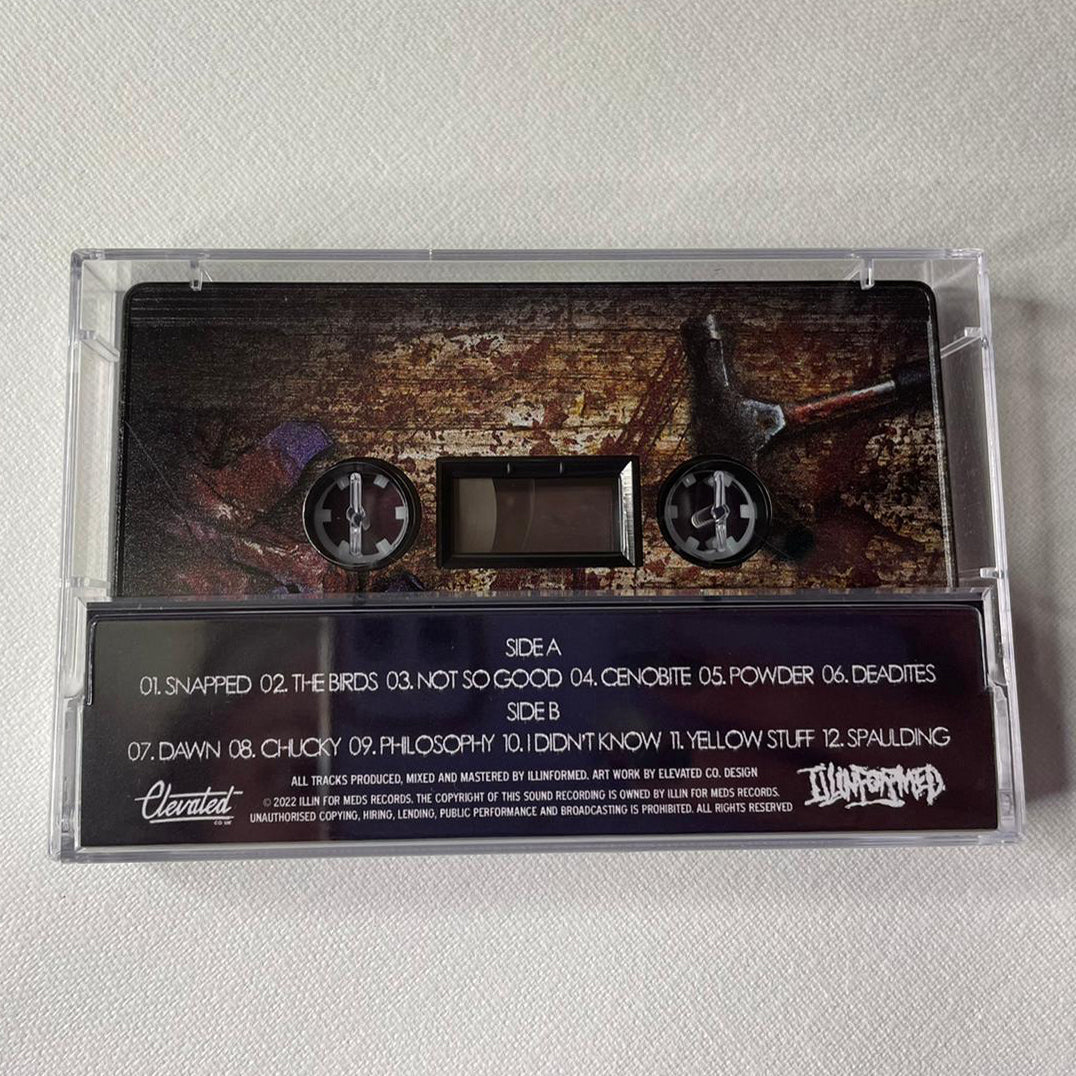 SIDE A
01. SNAPPED 02. THE BIRDS 03. NOT SO GOOD 04. CENOBITE 05. POWDER 06. DEADITES
SIDE B
07. DAWN 08. CHUCKY 09. PHILOSOPHY 10. I DIDN'T KNOW 11. YELLOW STUFF 12. SPAULDING
ALL TRACKS PRODUCED, MIXED AND MASTERED BY ILLINFORMED. ART WORK BY ELEVATED CO. DESIGN
© 2022 ILLIN FOR MEDS RECORDS. THE COPYRIGHT OF THIS SOUND RECORDING IS OWNED BY ILLIN FOR MEDS RECORDS.
UNAUTHORISED COPYING, HIRING, LENDING, PUBLIC PERFORMANCE AND BROADCASTING IS PROHIBITED. ALL RIGHTS RESERVED
Elevated™
CO UK
ILLINFORMED